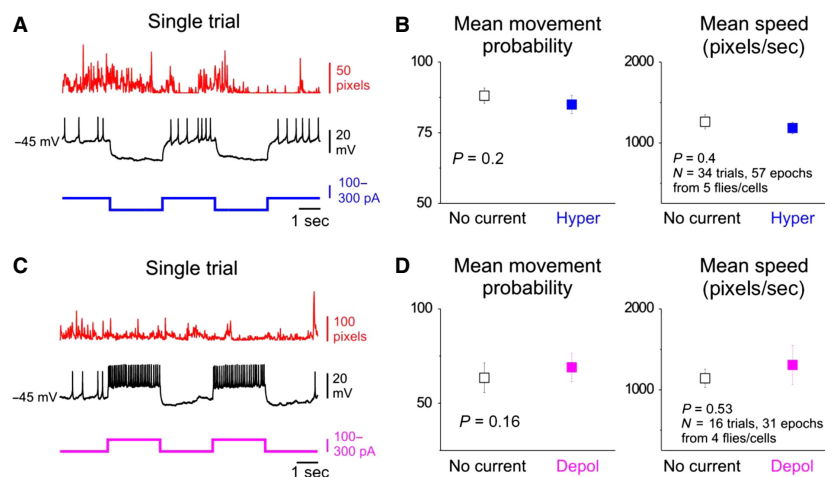 A
Single trial
50
pixels
−45 mV
20
mV
100–
300 pA
1 sec
B
Mean movement
probability
100
75
50
P = 0.2
No current
Hyper
Mean speed
(pixels/sec)
2000
1000
P = 0.4
N = 34 trials, 57 epochs
from 5 flies/cells
No current
Hyper
C
Single trial
100
pixels
−45 mV
20
mV
100–
300 pA
1 sec
D
Mean movement
probability
100
50
P = 0.16
No current
Depol
Mean speed
(pixels/sec)
2000
1000
P = 0.53
N = 16 trials, 31 epochs
from 4 flies/cells
No current
Depol